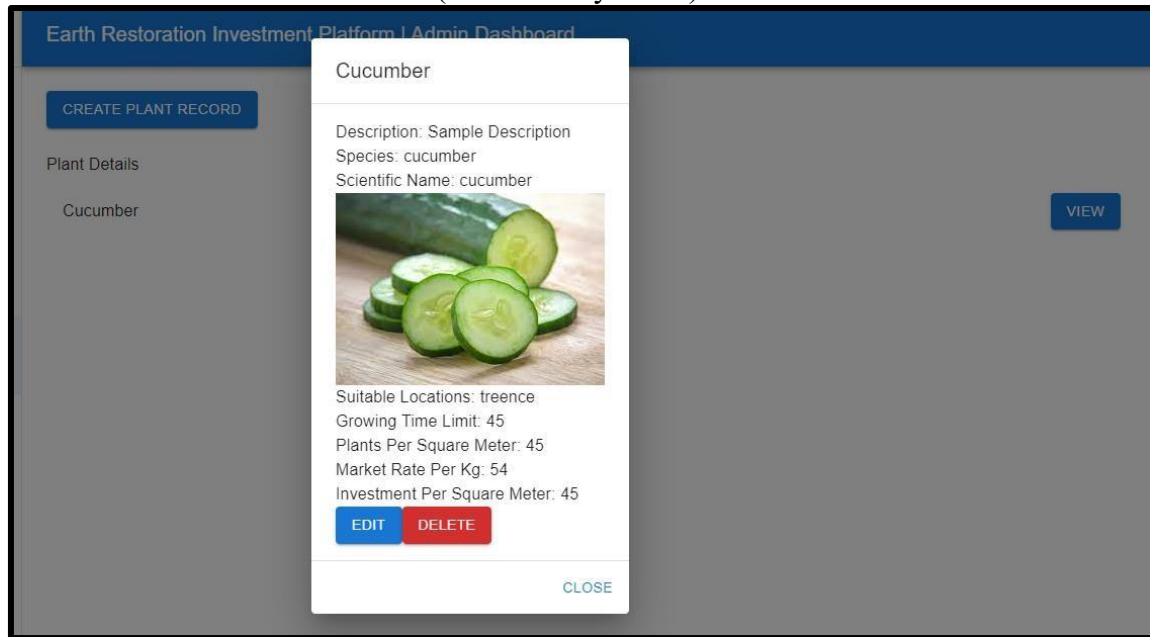 Earth Restoration Investment Platform | Admin Dashboard
Cucumber
CREATE PLANT RECORD
Description: Sample Description
Plant Details
Species: cucumber
Scientific Name: cucumber
Cucumber
VIEW
Suitable Locations: treence
Growing Time Limit: 45
Plants Per Square Meter: 45
Market Rate Per Kg: 54
Investment Per Square Meter: 45
EDIT DELETE
CLOSE